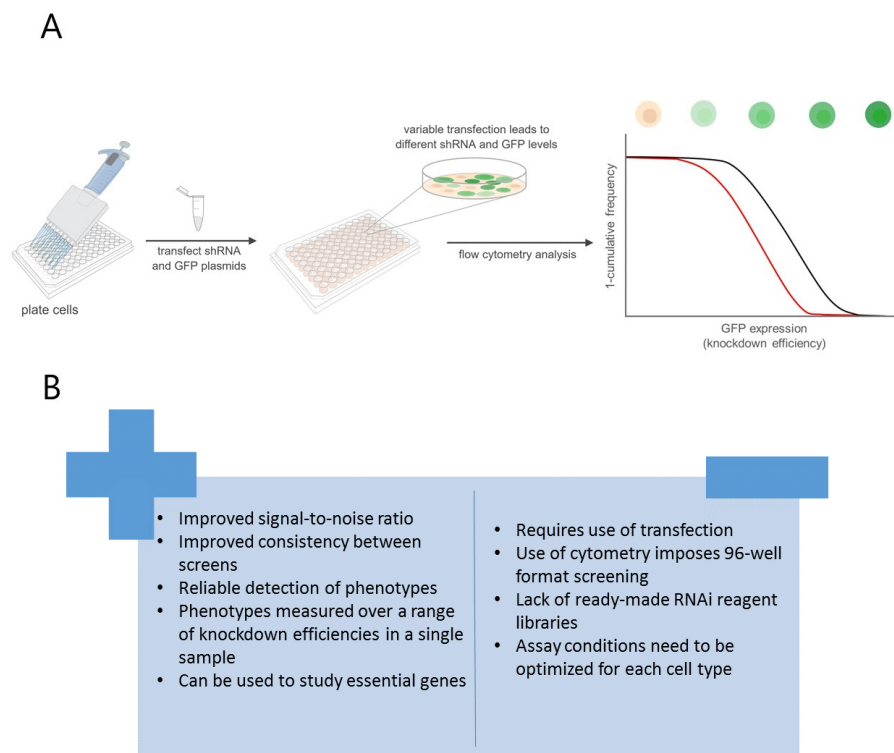 A
variable transfection leads to
different shRNA and GFP levels
transfect shRNA
and GFP plasmids
flow cytometry analysis
plate cells
1-cumulative frequency
GFP expression
(knockdown efficiency)
B
• Improved signal-to-noise ratio
• Improved consistency between
screens
• Reliable detection of phenotypes
• Phenotypes measured over a range
of knockdown efficiencies in a single
sample
• Can be used to study essential genes
• Requires use of transfection
• Use of cytometry imposes 96-well
format screening
• Lack of ready-made RNAi reagent
libraries
• Assay conditions need to be
optimized for each cell type